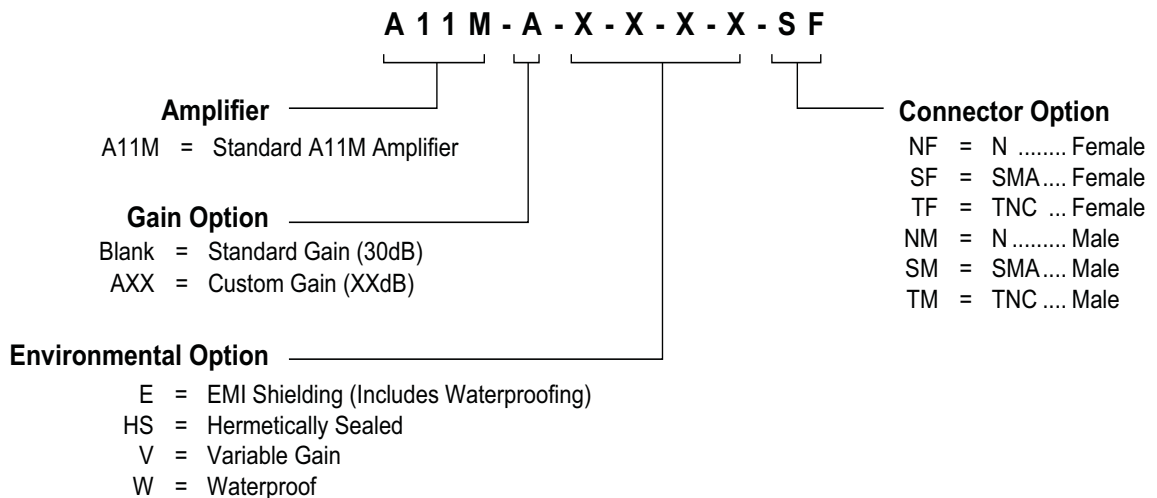 A 1 1 M - A - X - X - X - X - S F
Amplifier
A11M = Standard A11M Amplifier
Gain Option
Blank = Standard Gain (30dB)
AXX = Custom Gain (XXdB)
Environmental Option
E = EMI Shielding (Includes Waterproofing)
HS = Hermetically Sealed
V = Variable Gain
W = Waterproof
Connector Option
NF = N ........ Female
SF = SMA .... Female
TF = TNC ... Female
NM = N ......... Male
SM = SMA .... Male
TM = TNC .... Male